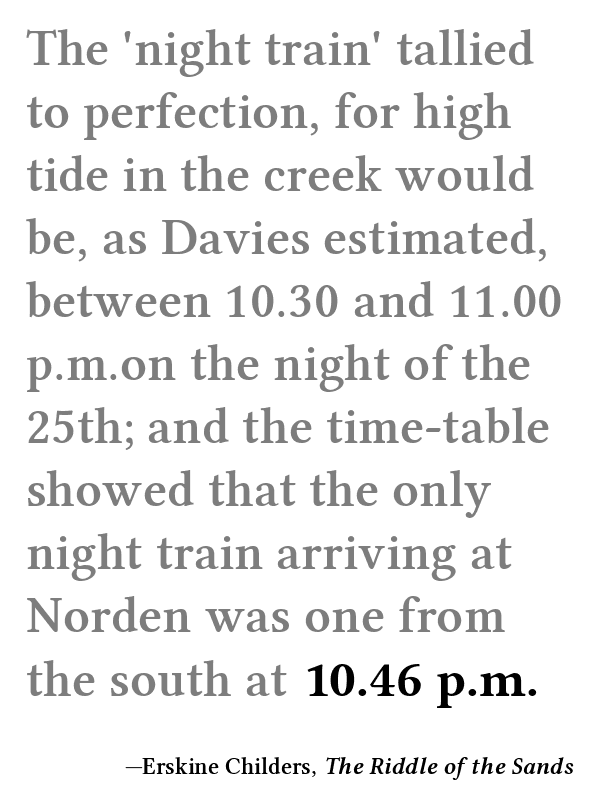 The 'night train' tallied
to perfection, for high
tide in the creek would
be, as Davies estimated,
between 10.30 and 11.00
p.m.on the night of the
25th; and the time-table
showed that the only
night train arriving at
Norden was one from
the south at 10.46 p.m.
—Erskine Childers, The Riddle of the Sands